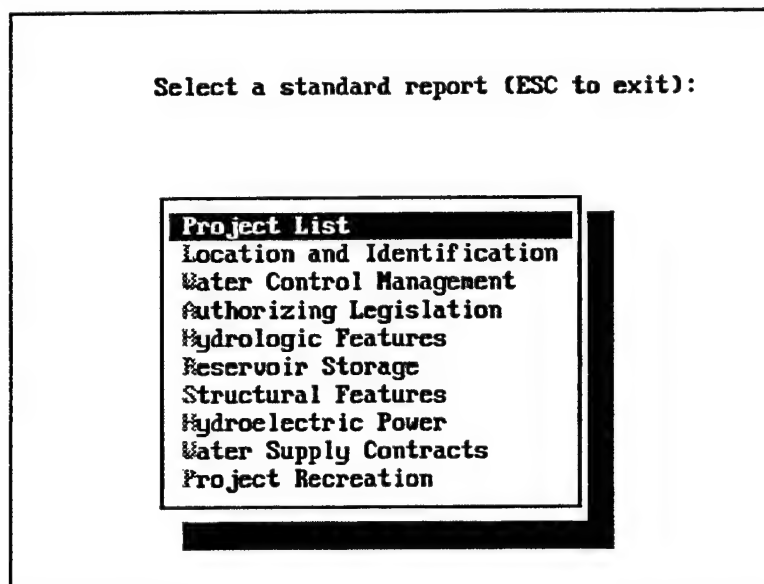 Select a standard report (ESC to exit):
Project List
Location and Identification
Water Control Management
Authorizing Legislation
Hydrologic Features
Reservoir Storage
Structural Features
Hydroelectric Power
Water Supply Contracts
Project Recreation